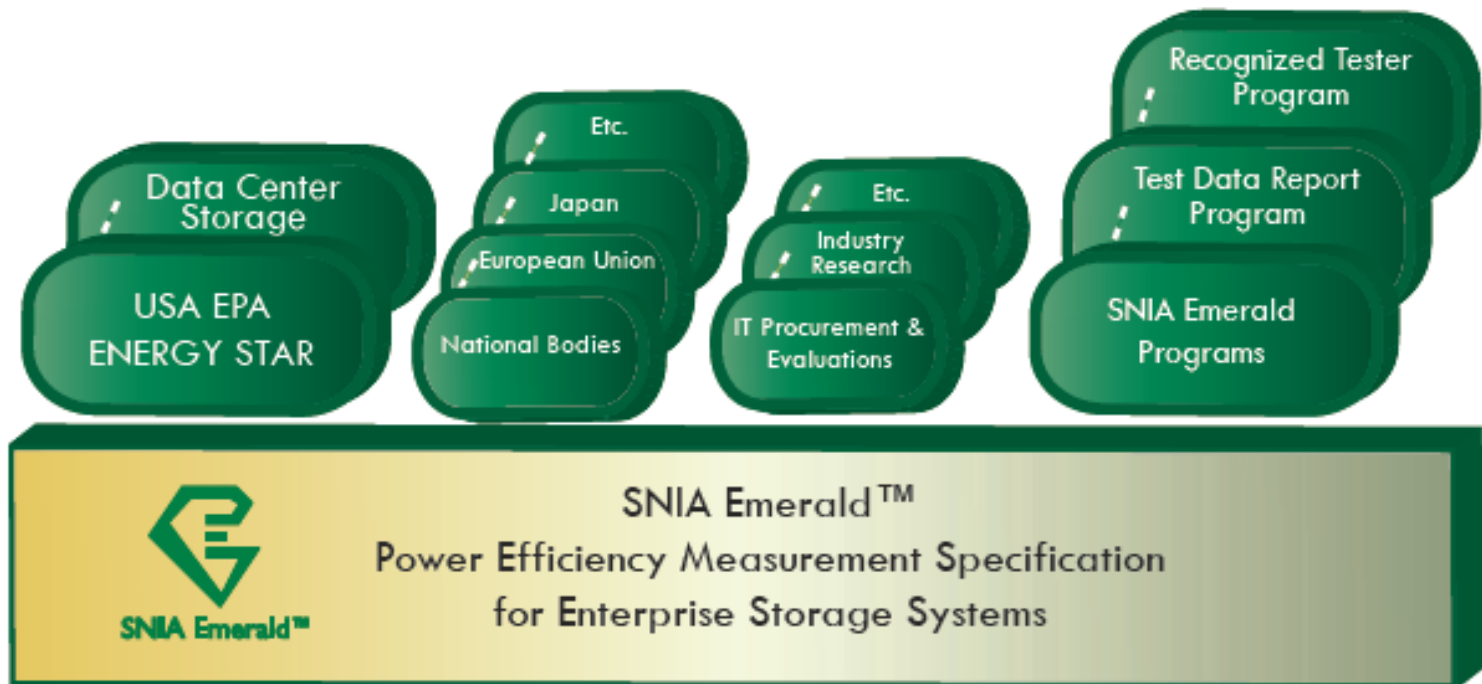 Data Center
Storage
USA EPA
ENERGY STAR
Etc.
Japan
European Union
National Bodies
Etc.
Industry
Research
IT Procurement &
Evaluations
Recognized Tester
Program
Test Data Report
Program
SNIA Emerald
Programs
SNIA Emerald™
SNIA Emerald™
Power Efficiency Measurement Specification
for Enterprise Storage Systems